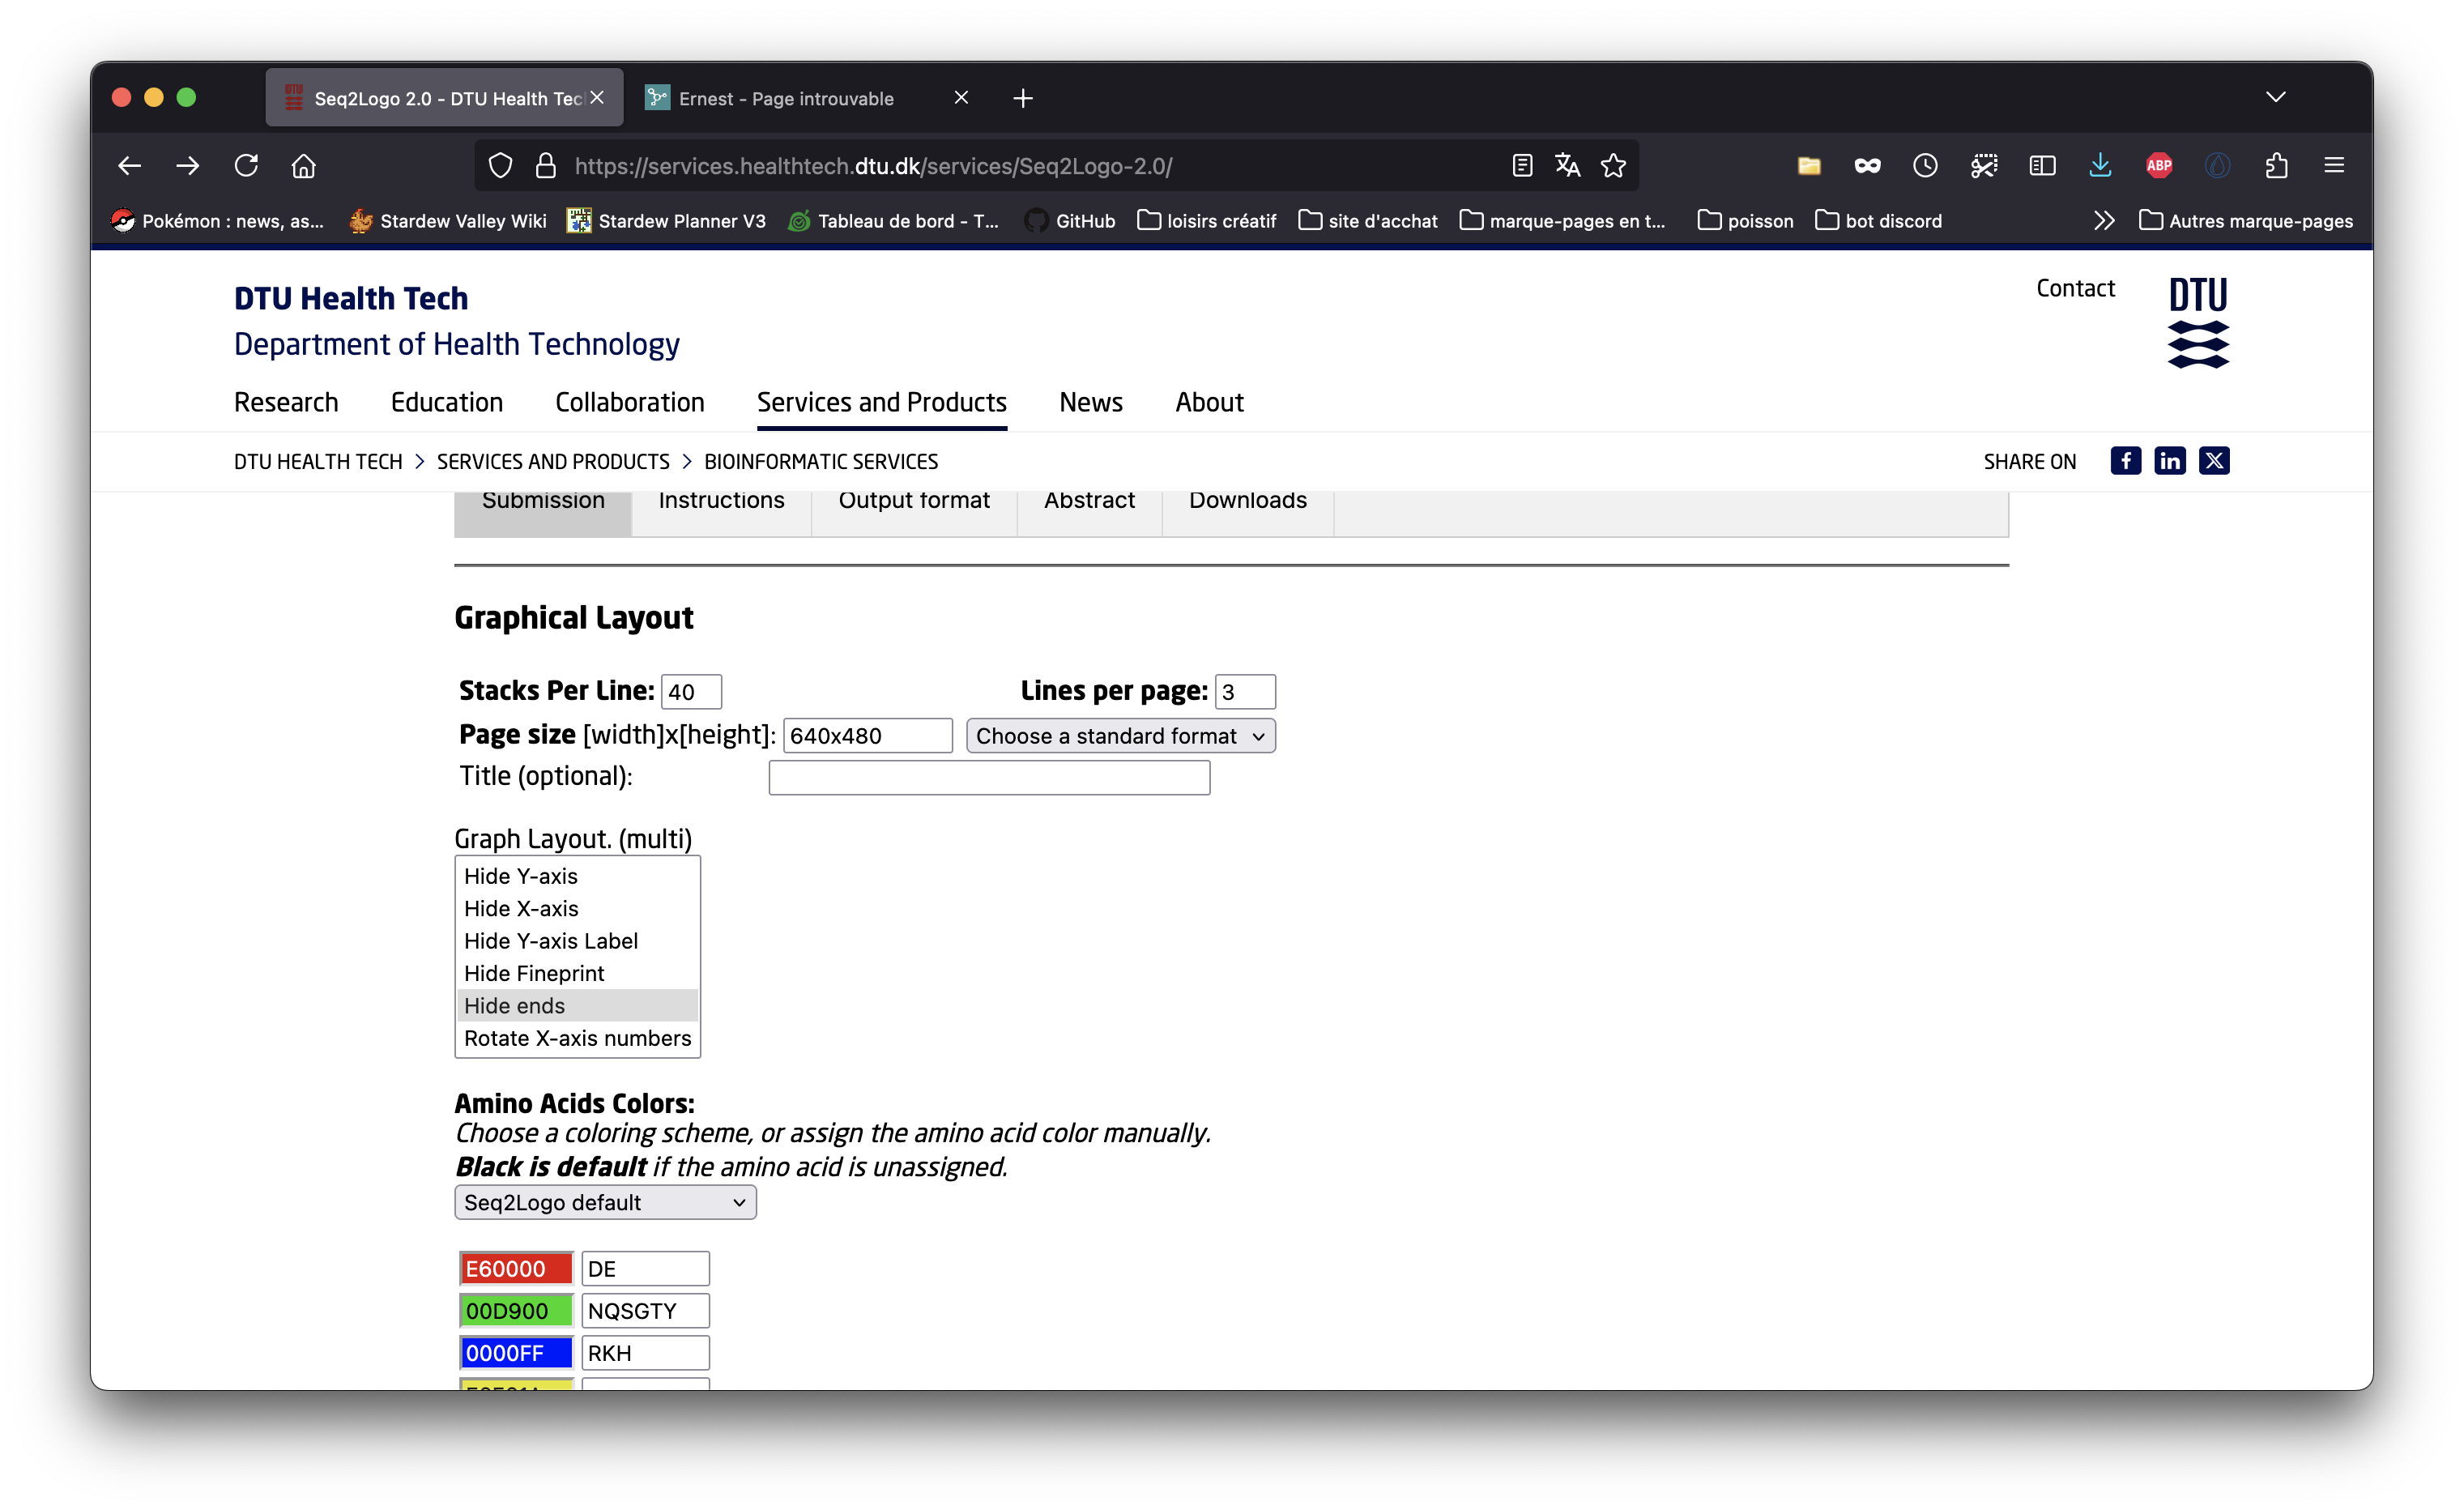 Seq2Logo 2.0 - DTU Health Tec
Ernest - Page introuvable
https://services.healthtech.dtu.dk/services/Seq2Logo-2.0/
ABP
Pokémon : news, as...
Stardew Valley Wiki
Stardew Planner V3
Tableau de bord - T...
GitHub
loisirs créatif
site d'acchat
marque-pages en t...
poisson
bot discord
Autres marque-pages
DTU Health Tech
Department of Health Technology
Contact
DTU
Research Education Collaboration Services and Products News About
DTU HEALTH TECH > SERVICES AND PRODUCTS > BIOINFORMATIC SERVICES
SHARE ON
Submission Instructions Output format Abstract Downloads
Graphical Layout
Stacks Per Line: 40 Lines per page: 3
Page size [width]x[height]: 640x480 Choose a standard format
Title (optional):
Graph Layout. (multi)
Hide Y-axis
Hide X-axis
Hide Y-axis Label
Hide Fineprint
Hide ends
Rotate X-axis numbers
Amino Acids Colors:
Choose a coloring scheme, or assign the amino acid color manually.
Black is default if the amino acid is unassigned.
Seq2Logo default
E60000 DE
00D900 NQSGTY
0000FF RKH